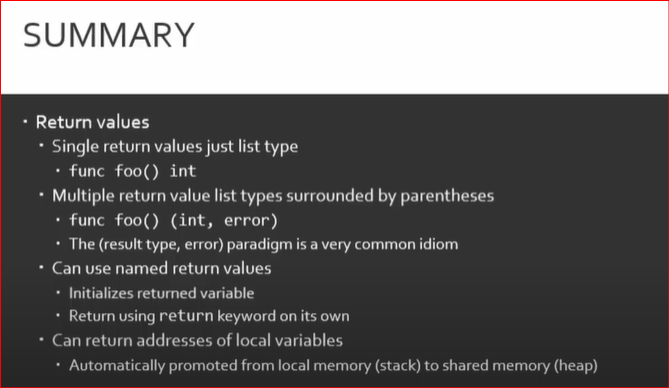 SUMMARY
• Return values
• Single return values just list type
• func foo() int
• Multiple return value list types surrounded by parentheses
• func foo() (int, error)
• The (result type, error) paradigm is a very common idiom
• Can use named return values
• Initializes returned variable
• Return using return keyword on its own
• Can return addresses of local variables
• Automatically promoted from local memory (stack) to shared memory (heap)